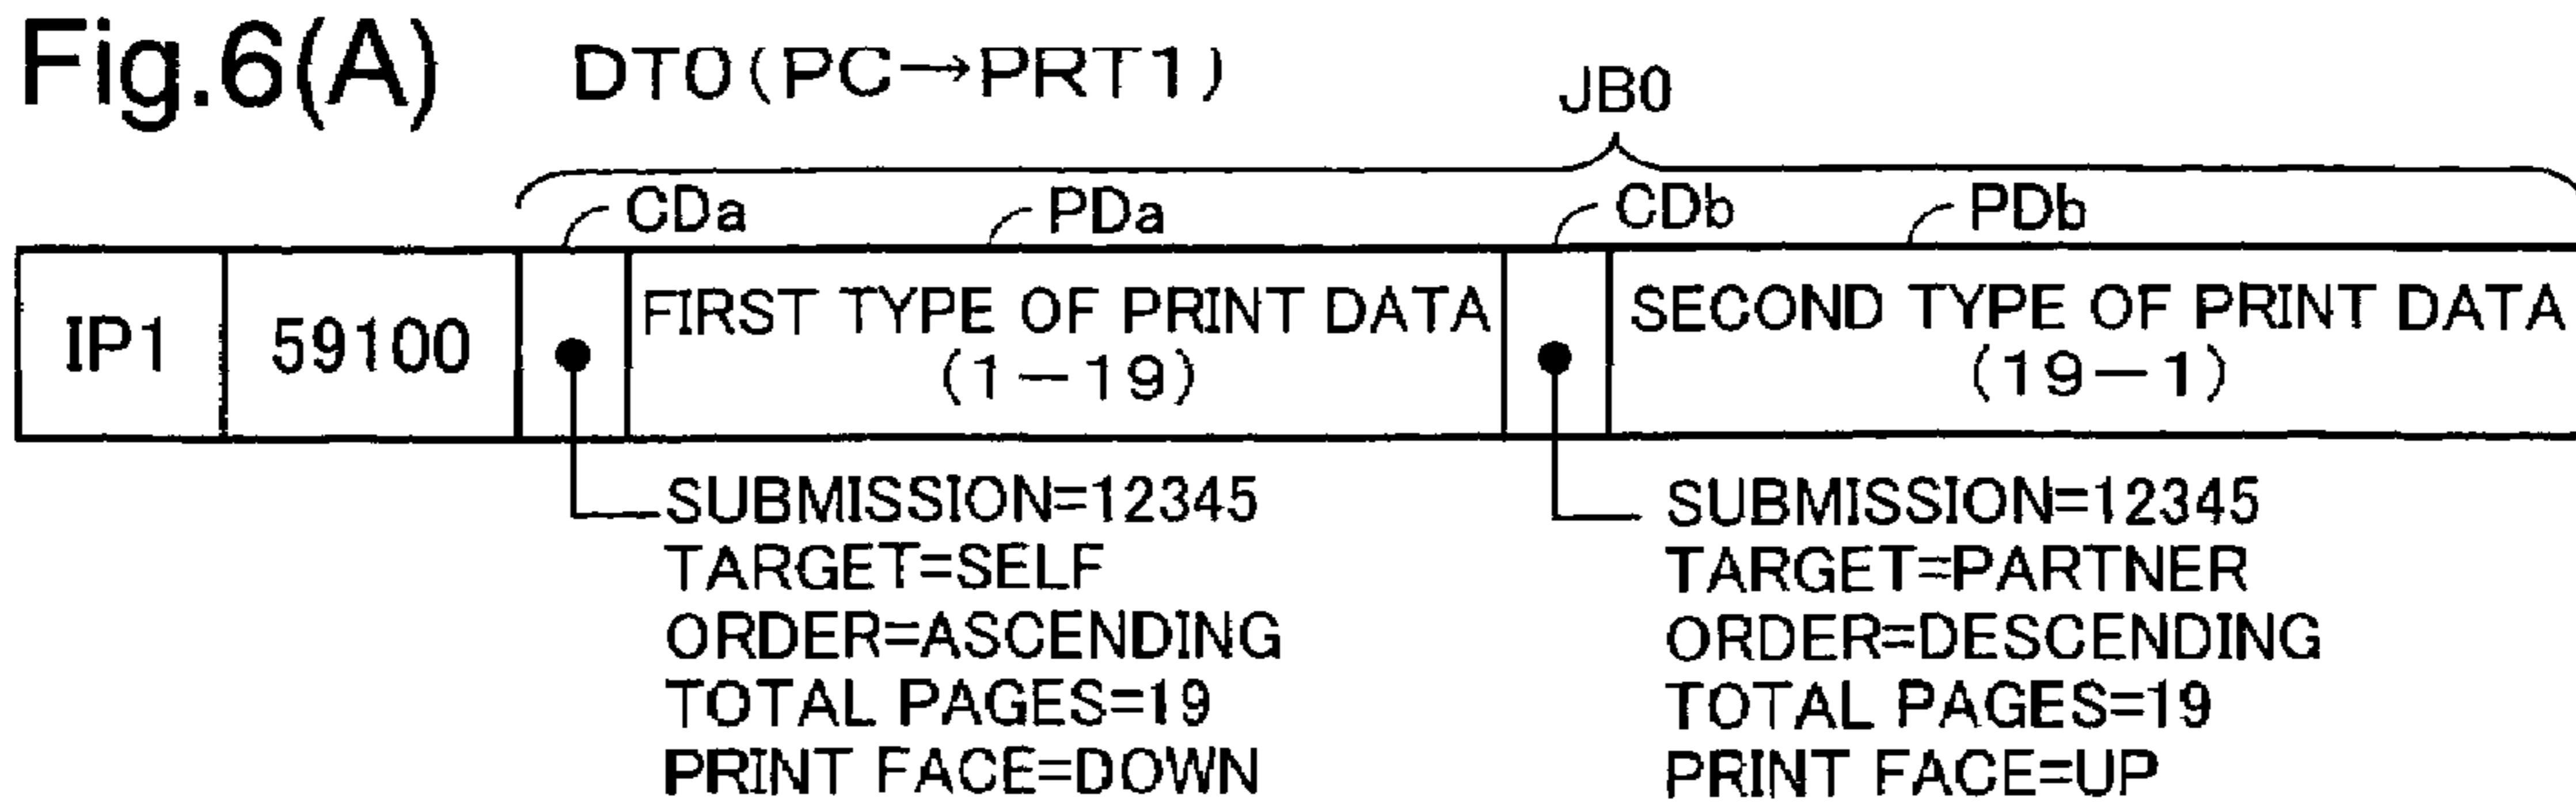 Fig.6(A) DT0(PC→PRT1)
JB0
CDa PDa CDb PDb
IP1 59100 FIRST TYPE OF PRINT DATA SECOND TYPE OF PRINT DATA
(1-19) (19-1)
SUBMISSION=12345 SUBMISSION=12345
TARGET=SELF TARGET=PARTNER
ORDER=ASCENDING ORDER=DESCENDING
TOTAL PAGES=19 TOTAL PAGES=19
PRINT FACE=DOWN PRINT FACE=UP